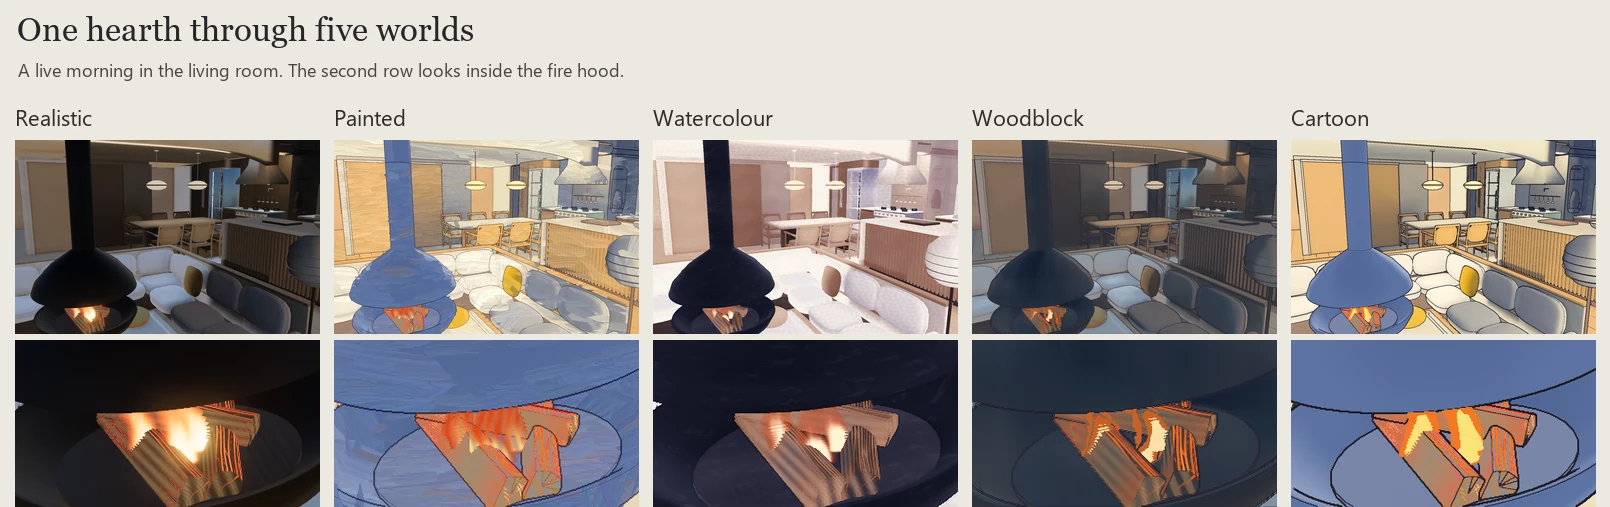 One hearth through five worlds
A live morning in the living room. The second row looks inside the fire hood.
Realistic
Painted
Watercolour
Woodblock
Cartoon